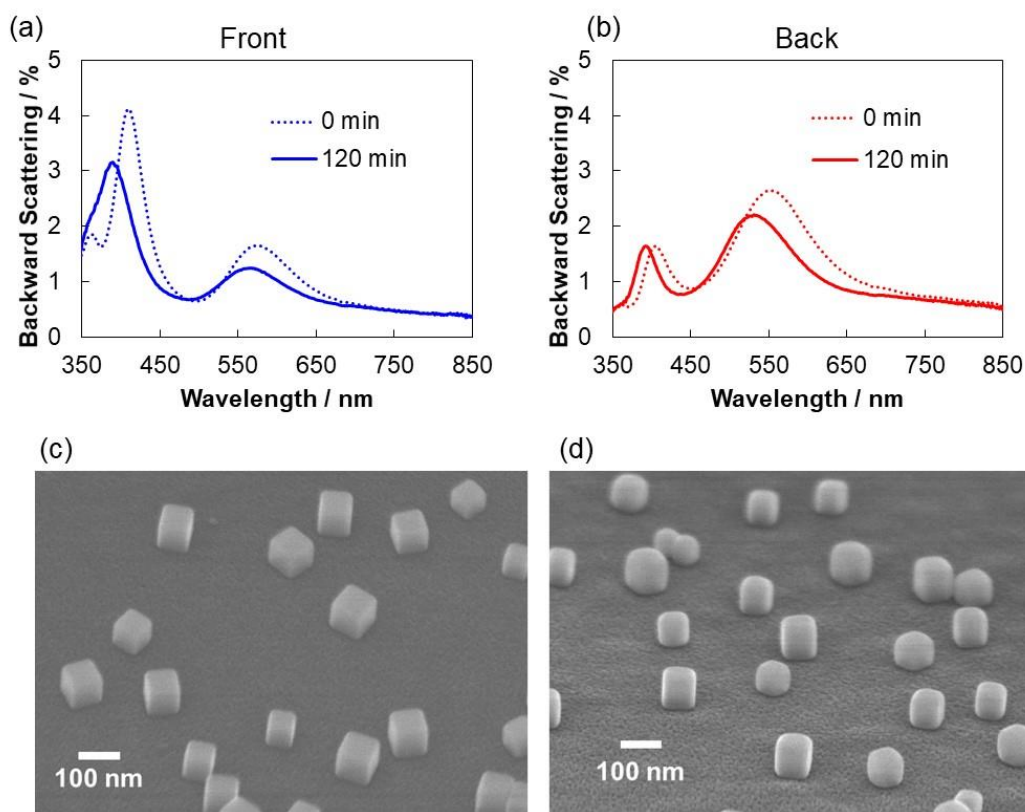 (a)
Front
Backward Scattering / %
5
4
3
2
1
0
0 min
120 min
350 450 550 650 750 850
Wavelength / nm
(b)
Back
Backward Scattering / %
5
4
3
2
1
0
0 min
120 min
350 450 550 650 750 850
Wavelength / nm
(c)
100 nm
(d)
100 nm